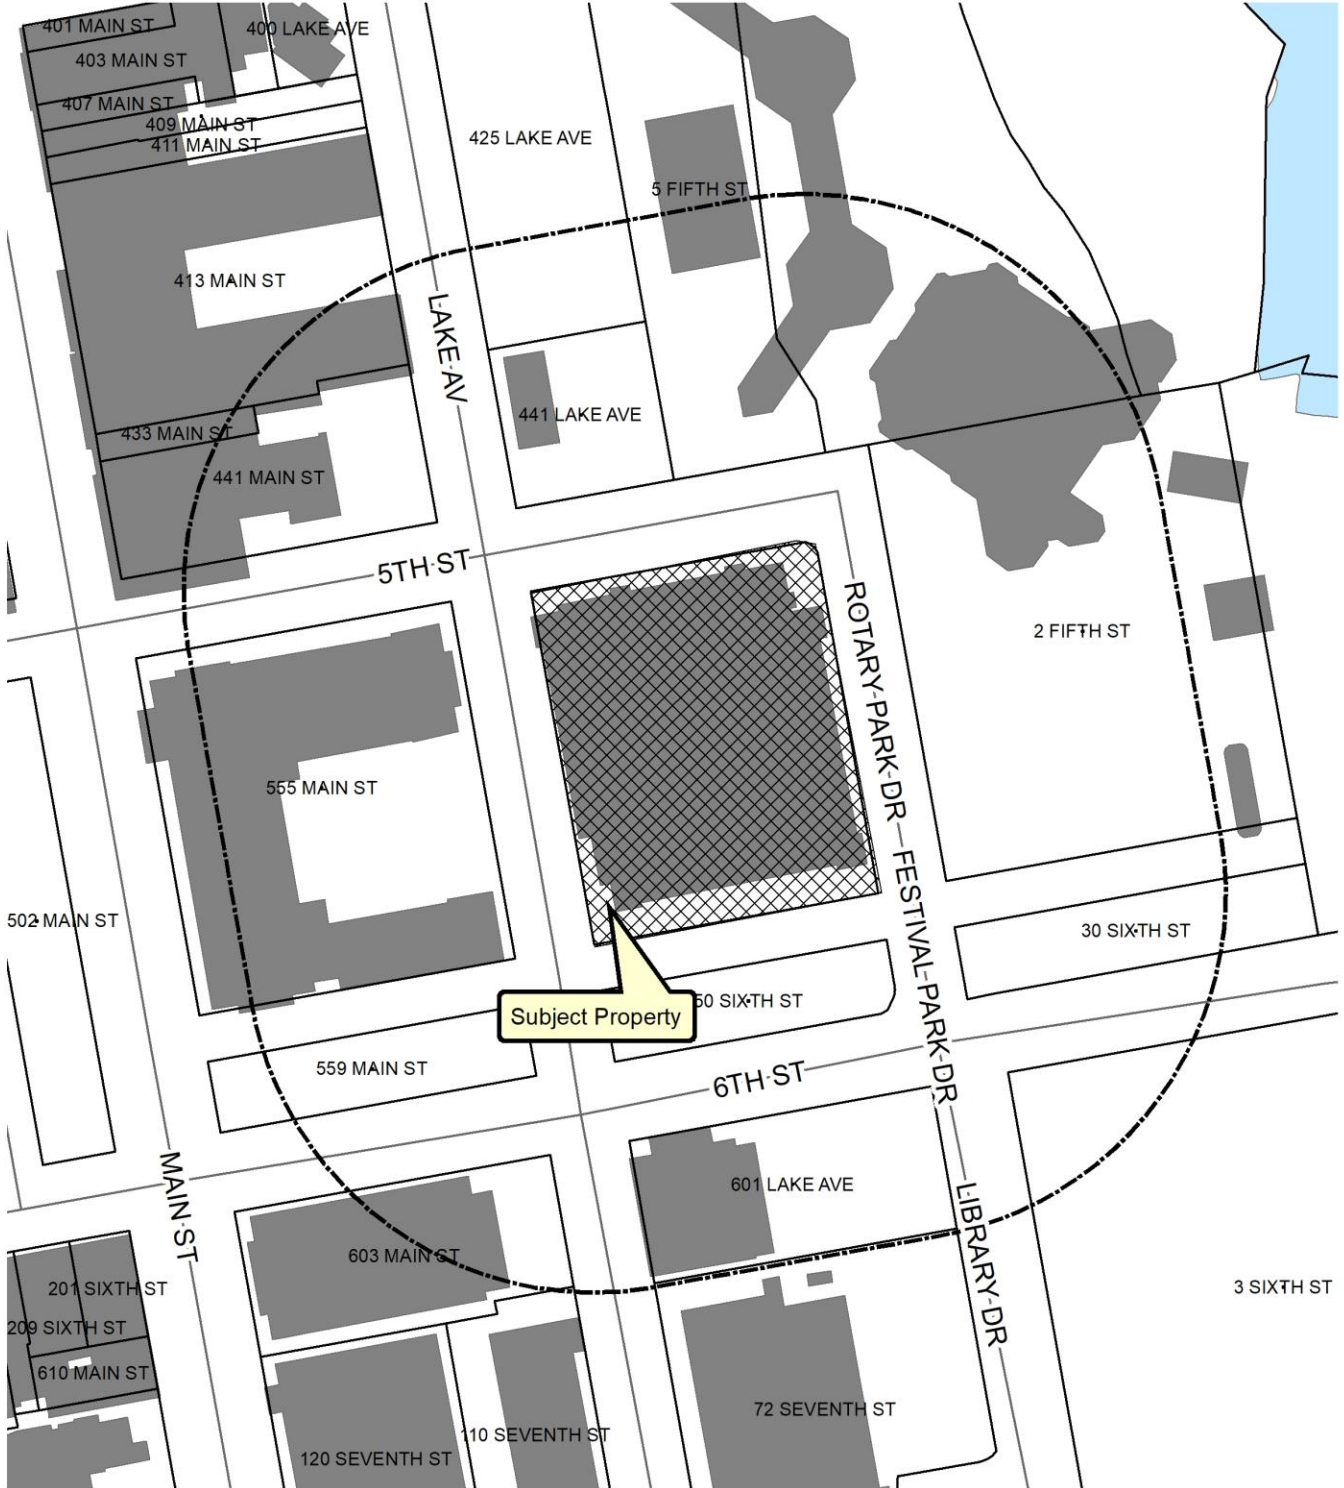 401 MAIN ST
400 LAKE AVE
403 MAIN ST
407 MAIN ST
409 MAIN ST
411 MAIN ST
425 LAKE AVE
5 FIFTH ST
413 MAIN ST
LAKE AV
441 LAKE AVE
433 MAIN ST
441 MAIN ST
5TH ST
ROTARY PARK DR
2 FIFTH ST
555 MAIN ST
502 MAIN ST
FESTIVAL PARK DR
30 SIXTH ST
50 SIXTH ST
Subject Property
559 MAIN ST
6TH ST
MAIN ST
601 LAKE AVE
LIBRARY DR
603 MAIN ST
201 SIXTH ST
3 SIXTH ST
209 SIXTH ST
610 MAIN ST
72 SEVENTH ST
110 SEVENTH ST
120 SEVENTH ST